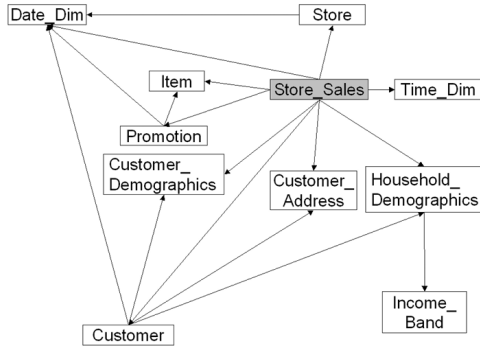 Date_Dim
Store
Item
Store_Sales
Time_Dim
Promotion
Customer_
Demographics
Customer_
Address
Household_
Demographics
Income_
Band
Customer